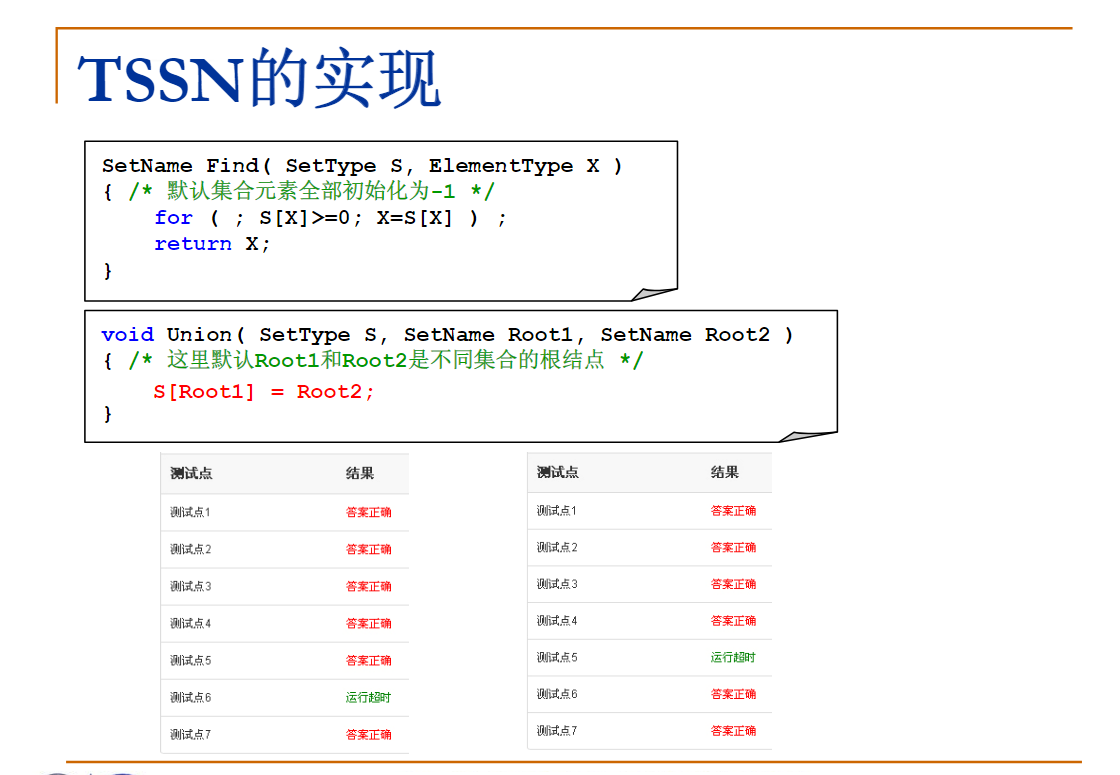 TSSN的实现
SetName Find( SetType S, ElementType X )
{ /* 默认集合元素全部初始化为-1 */
for ( ; S[X]>=0; X=S[X] ) ;
return X;
}
void Union( SetType S, SetName Root1, SetName Root2 )
{ /* 这里默认Root1和Root2是不同集合的根结点 */
S[Root1] = Root2;
}
测试点 结果
测试点1 答案正确
测试点2 答案正确
测试点3 答案正确
测试点4 答案正确
测试点5 答案正确
测试点6 运行超时
测试点7 答案正确
测试点 结果
测试点1 答案正确
测试点2 答案正确
测试点3 答案正确
测试点4 答案正确
测试点5 运行超时
测试点6 答案正确
测试点7 答案正确